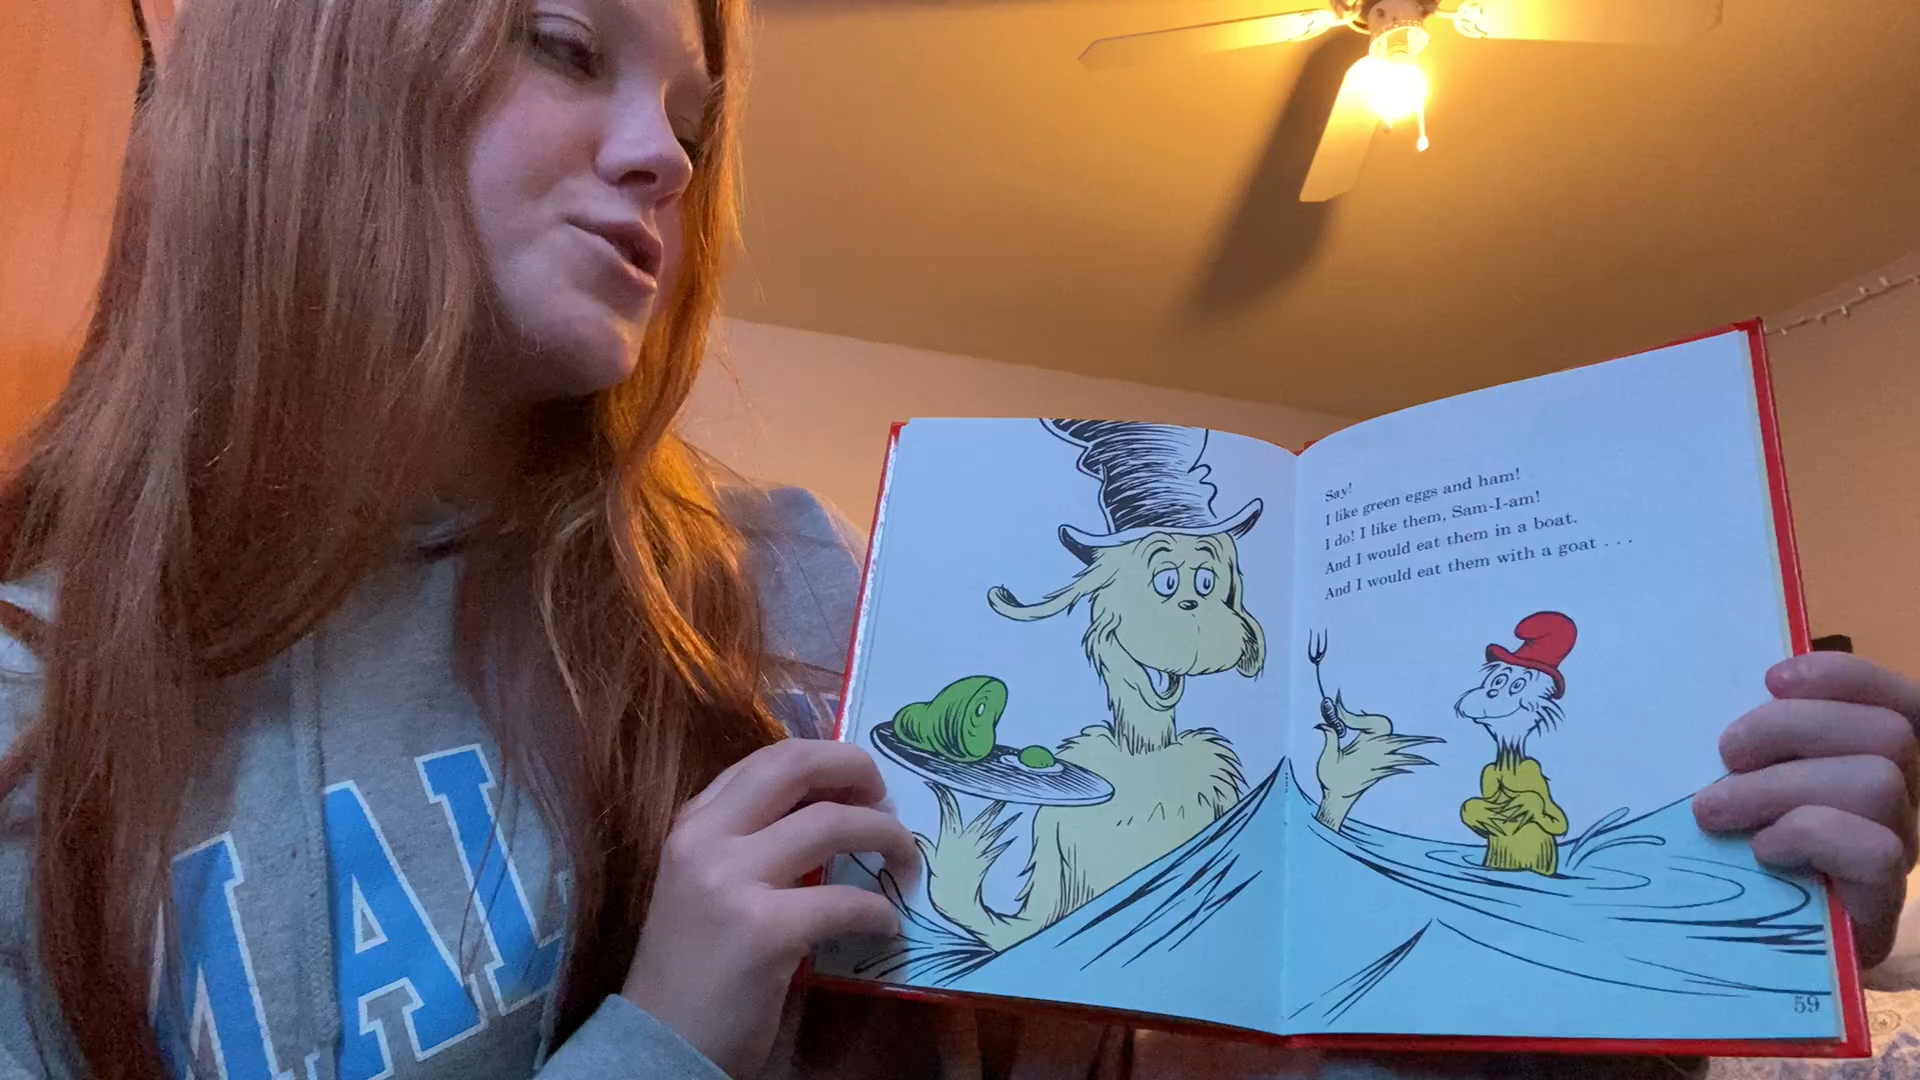 MAL
Say!
I like green eggs and ham!
I do! I like them, Sam-I-am!
And I would eat them in a boat.
And I would eat them with a goat . . .
59